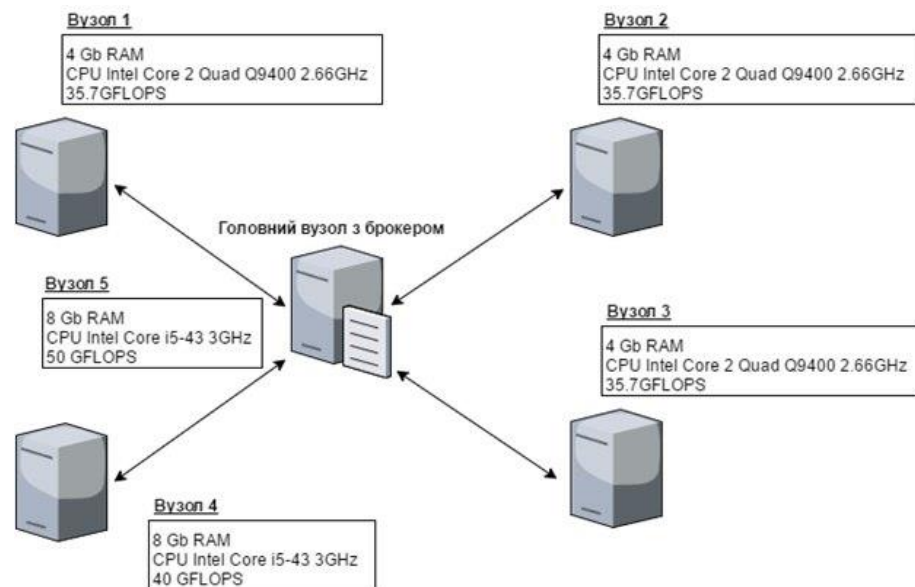 Вузол 1
4 Gb RAM
CPU Intel Core 2 Quad Q9400 2.66GHz
35.7GFLOPS
Вузол 2
4 Gb RAM
CPU Intel Core 2 Quad Q9400 2.66GHz
35.7GFLOPS
Головний вузол з брокером
Вузол 5
8 Gb RAM
CPU Intel Core i5-43 3GHz
50 GFLOPS
Вузол 3
4 Gb RAM
CPU Intel Core 2 Quad Q9400 2.66GHz
35.7GFLOPS
Вузол 4
8 Gb RAM
CPU Intel Core i5-43 3GHz
40 GFLOPS